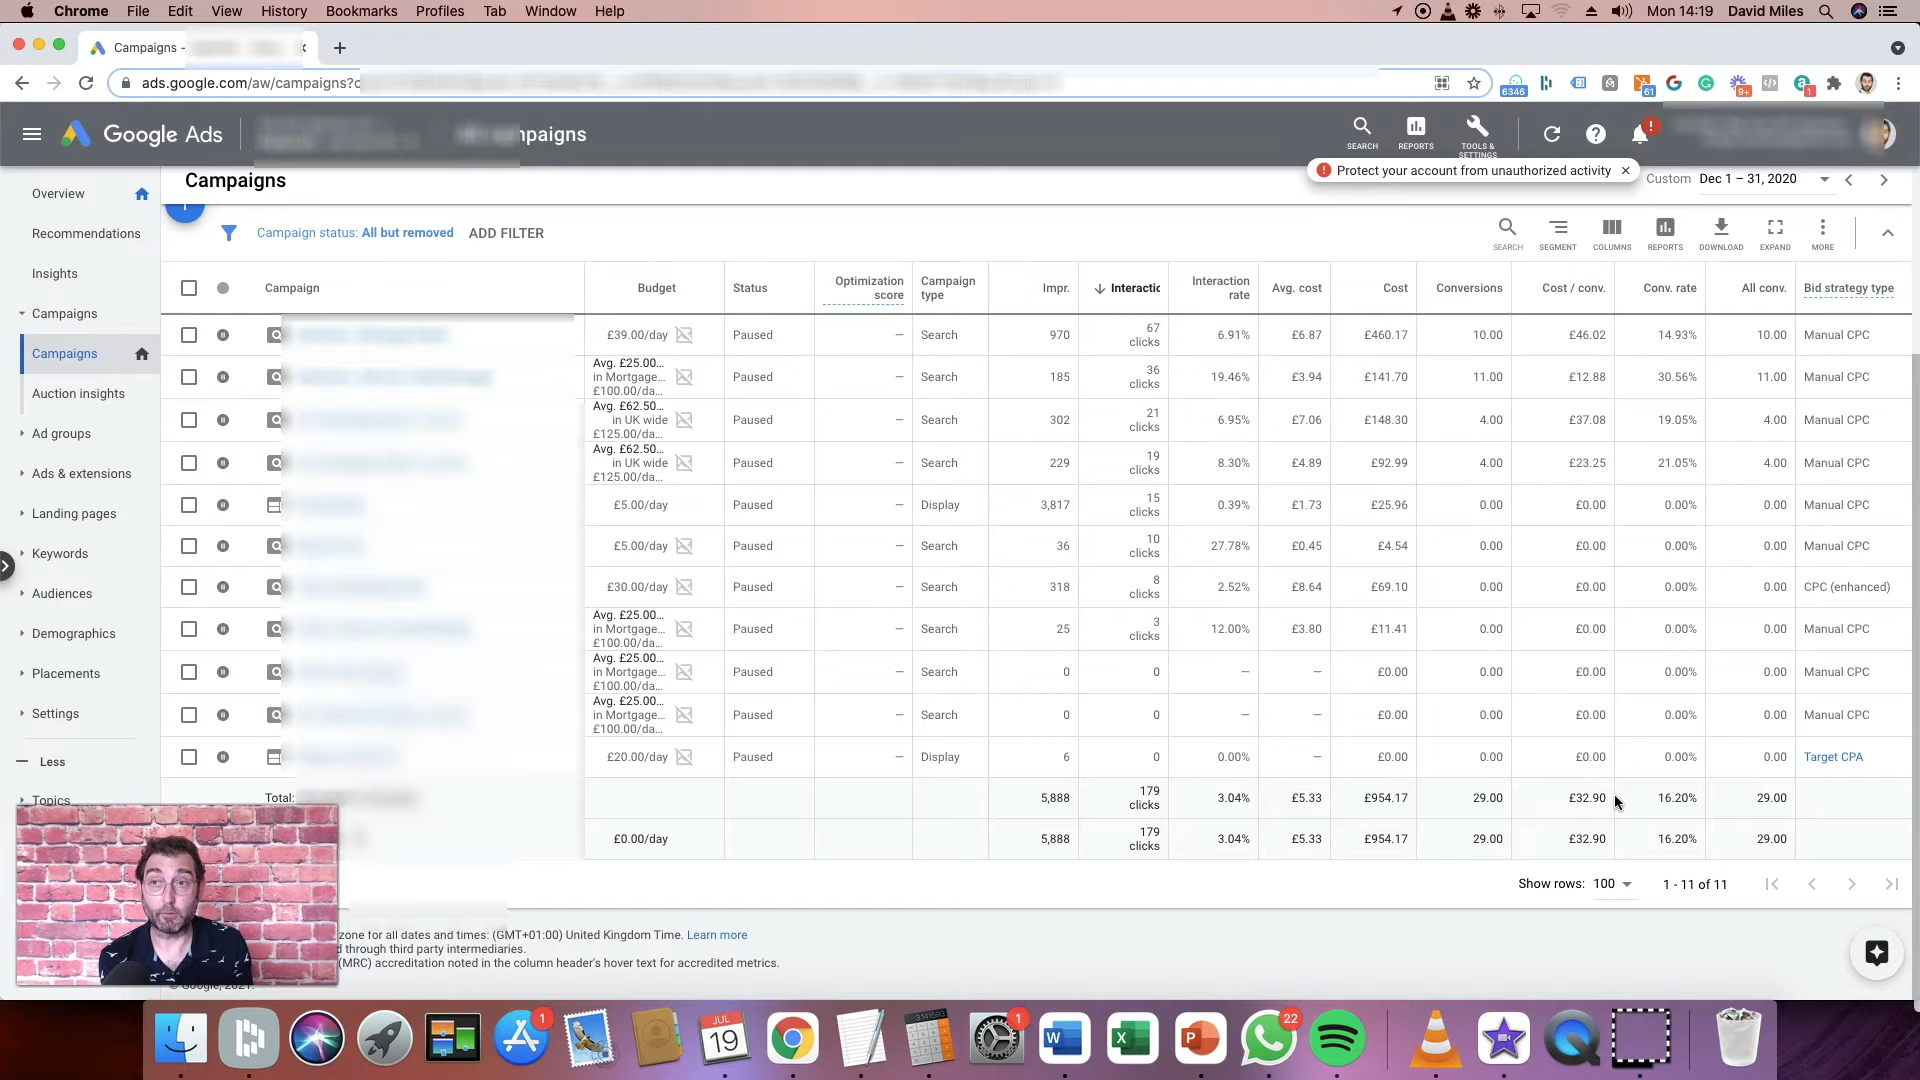 Chrome File Edit View History Bookmarks Profiles Tab Window Help Mon 14:19 David Miles
Campaigns -
ads.google.com/aw/campaigns?c
6346 61 9+ 1
Google Ads
SEARCH REPORTS TOOLS & SETTINGS
Campaigns
Protect your account from unauthorized activity
Custom Dec 1 – 31, 2020
Campaign status: All but removed ADD FILTER
SEARCH SEGMENT COLUMNS REPORTS DOWNLOAD EXPAND MORE
Overview
Recommendations
Insights
Campaigns
Campaigns
Auction insights
Ad groups
Ads & extensions
Landing pages
Keywords
Audiences
Demographics
Placements
Settings
Less
Topics
Campaign Budget Status Optimization score Campaign type Impr. Interactic Interaction rate Avg. cost Cost Conversions Cost / conv. Conv. rate All conv. Bid strategy type
£39.00/day Paused — Search 970 67 clicks 6.91% £6.87 £460.17 10.00 £46.02 14.93% 10.00 Manual CPC
Avg. £25.00... in Mortgage... £100.00/da... Paused — Search 185 36 clicks 19.46% £3.94 £141.70 11.00 £12.88 30.56% 11.00 Manual CPC
Avg. £62.50... in UK wide £125.00/da... Paused — Search 302 21 clicks 6.95% £7.06 £148.30 4.00 £37.08 19.05% 4.00 Manual CPC
Avg. £62.50... in UK wide £125.00/da... Paused — Search 229 19 clicks 8.30% £4.89 £92.99 4.00 £23.25 21.05% 4.00 Manual CPC
£5.00/day Paused — Display 3,817 15 clicks 0.39% £1.73 £25.96 0.00 £0.00 0.00% 0.00 Manual CPC
£5.00/day Paused — Search 36 10 clicks 27.78% £0.45 £4.54 0.00 £0.00 0.00% 0.00 Manual CPC
£30.00/day Paused — Search 318 8 clicks 2.52% £8.64 £69.10 0.00 £0.00 0.00% 0.00 CPC (enhanced)
Avg. £25.00... in Mortgage... £100.00/da... Paused — Search 25 3 clicks 12.00% £3.80 £11.41 0.00 £0.00 0.00% 0.00 Manual CPC
Avg. £25.00... in Mortgage... £100.00/da... Paused — Search 0 0 — — £0.00 0.00 £0.00 0.00% 0.00 Manual CPC
Avg. £25.00... in Mortgage... £100.00/da... Paused — Search 0 0 — — £0.00 0.00 £0.00 0.00% 0.00 Manual CPC
£20.00/day Paused — Display 6 0 0.00% — £0.00 0.00 £0.00 0.00% 0.00 Target CPA
Total: 5,888 179 clicks 3.04% £5.33 £954.17 29.00 £32.90 16.20% 29.00
£0.00/day 5,888 179 clicks 3.04% £5.33 £954.17 29.00 £32.90 16.20% 29.00
Show rows: 100 1 - 11 of 11
zone for all dates and times: (GMT+01:00) United Kingdom Time. Learn more
through third party intermediaries.
(MRC) accreditation noted in the column header's hover text for accredited metrics.
© Google, 2021.
1 JUL 19 1 22